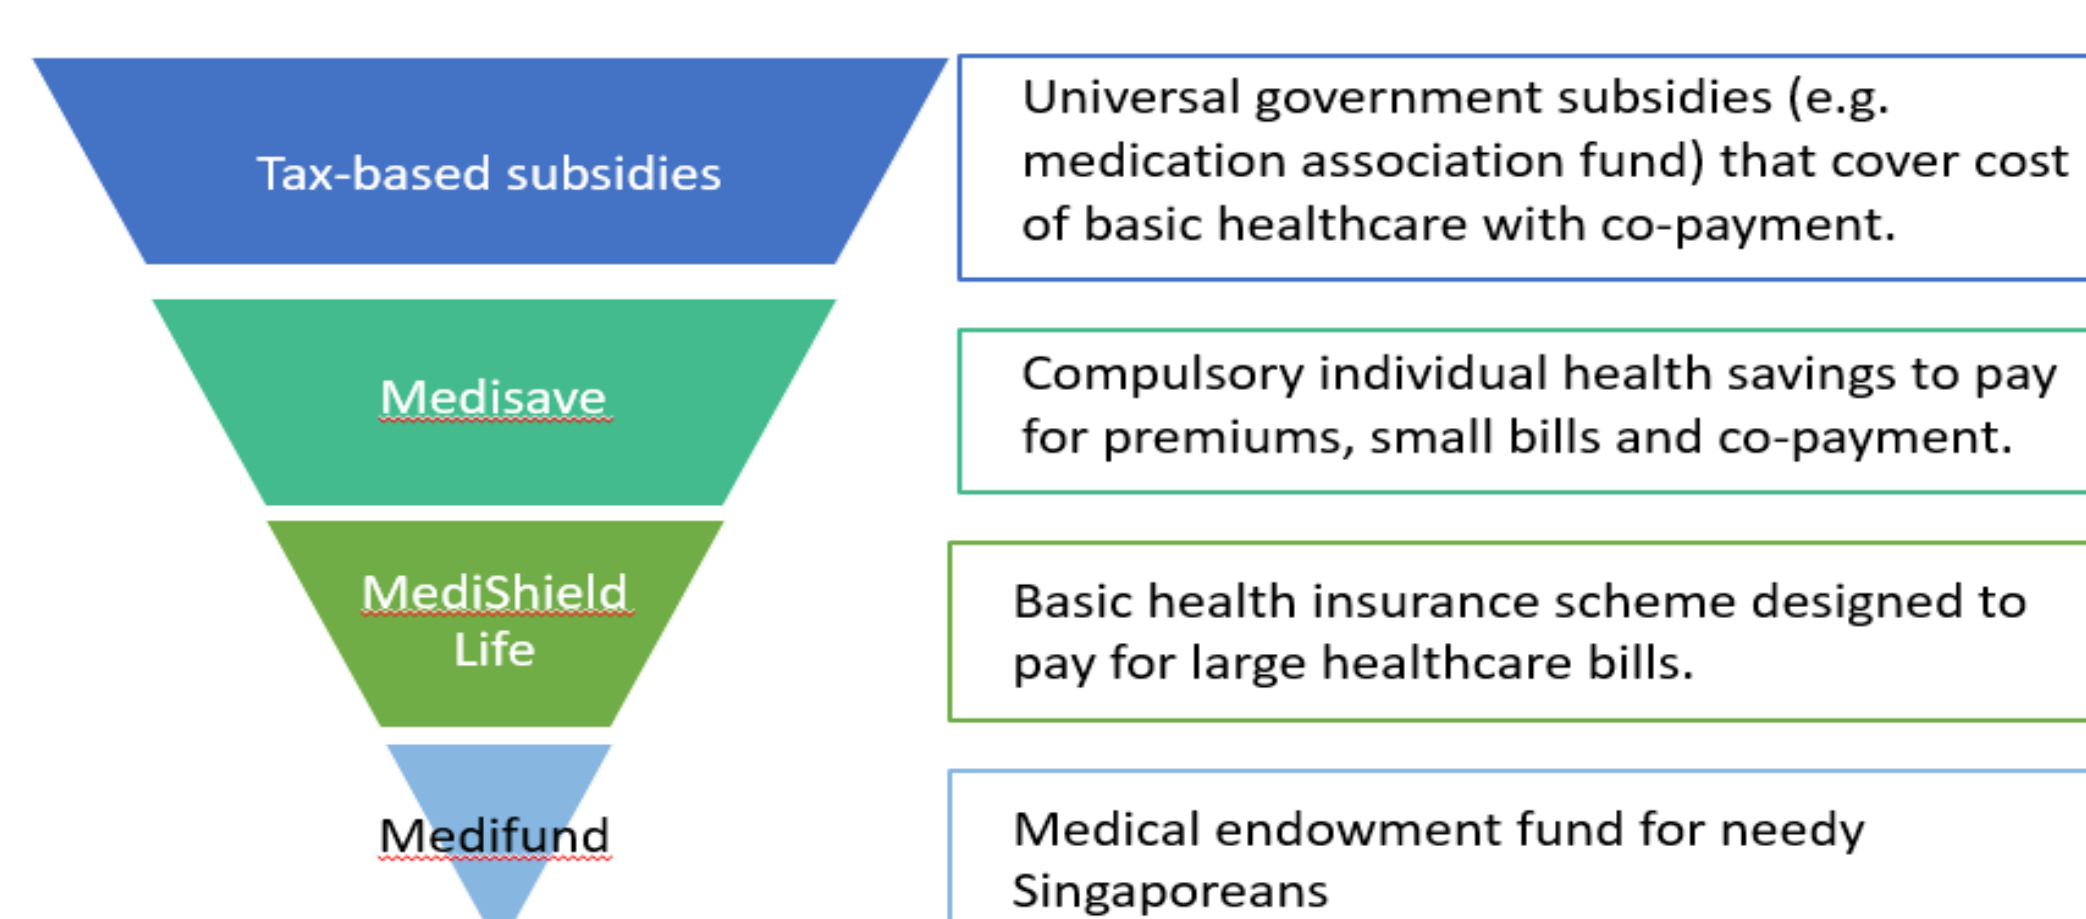 Tax-based subsidies
Universal government subsidies (e.g.
medication association fund) that cover cost
of basic healthcare with co-payment.
Medisave
Compulsory individual health savings to pay
for premiums, small bills and co-payment.
MediShield
Life
Basic health insurance scheme designed to
pay for large healthcare bills.
Medifund
Medical endowment fund for needy
Singaporeans